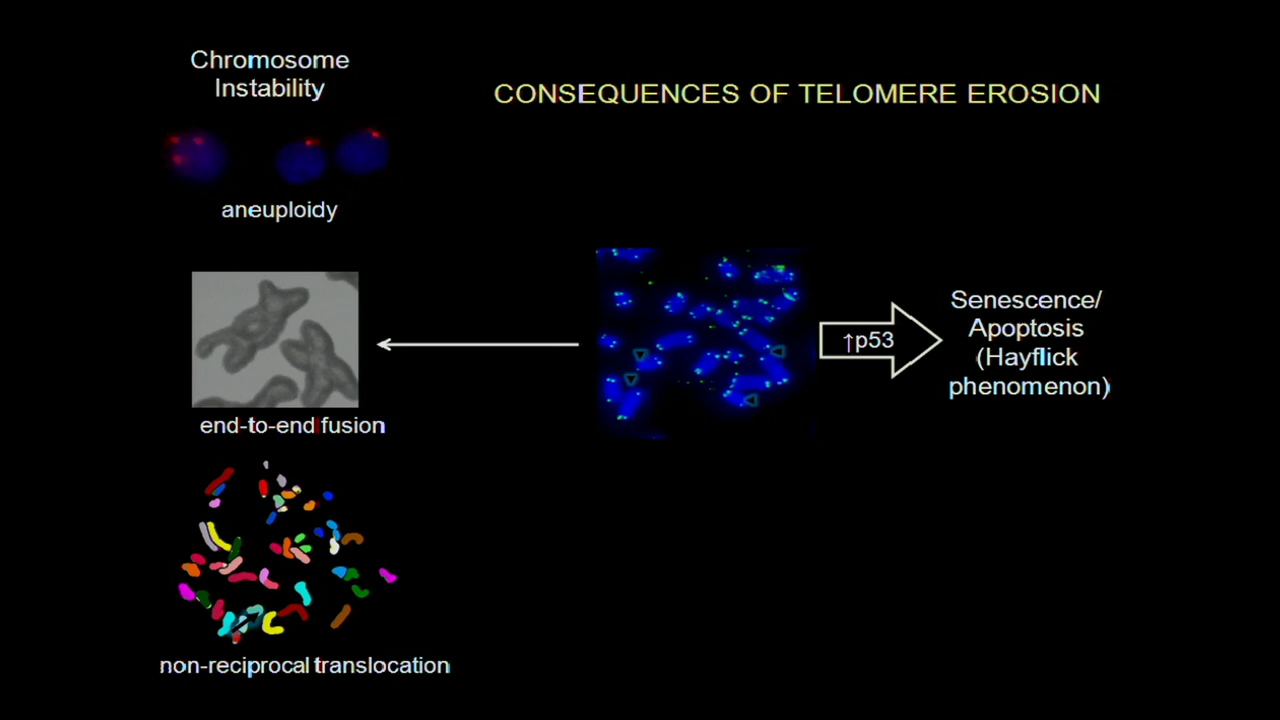 Chromosome
Instability
CONSEQUENCES OF TELOMERE EROSION
aneuploidy
end-to-end fusion
non-reciprocal translocation
↑p53
Senescence/
Apoptosis
(Hayflick
phenomenon)